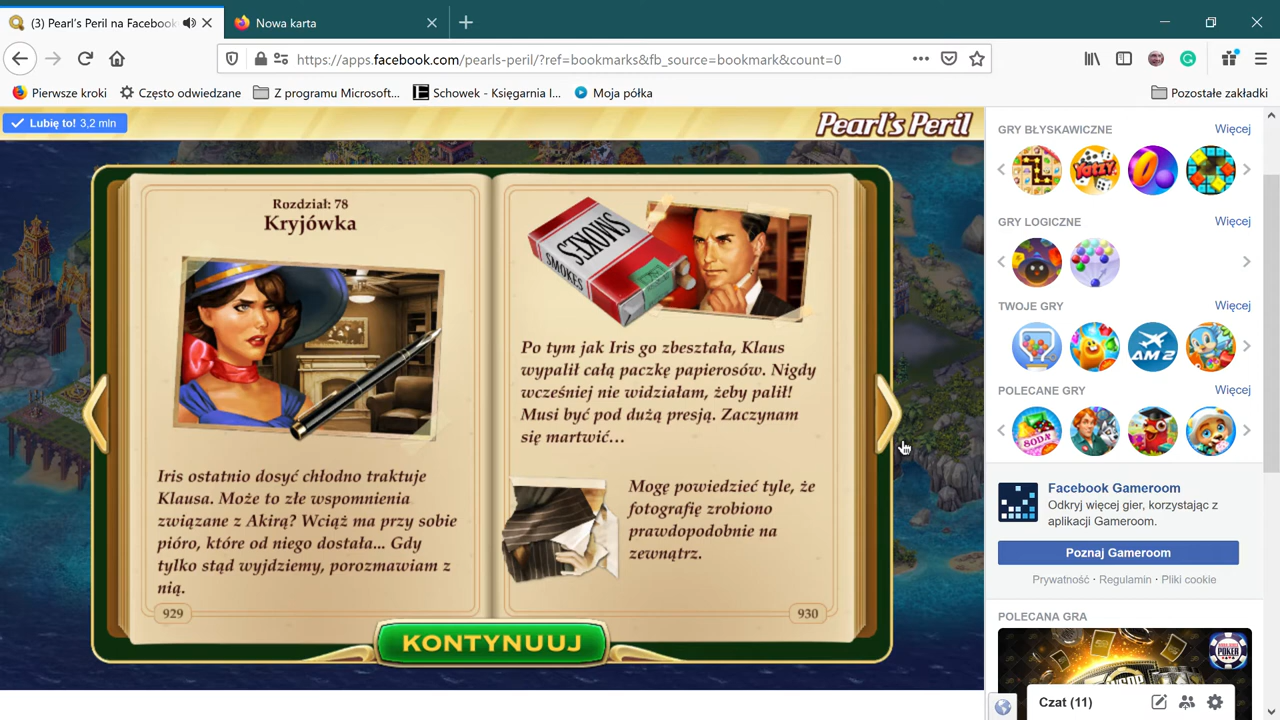 (3) Pearl's Peril na Facebook
Nowa karta
https://apps.facebook.com/pearls-peril/?ref=bookmarks&fb_source=bookmark&count=0
Pierwsze kroki
Często odwiedzane
Z programu Microsoft...
Schowek - Księgarnia I...
Moja półka
Pozostałe zakładki
Lubię to! 3,2 mln
Pearl's Peril
Rozdział: 78
Kryjówka
Iris ostatnio dosyć chłodno traktuje
Klausa. Może to złe wspomnienia
związane z Akirą? Wciąż ma przy sobie
pióro, które od niego dostała... Gdy
tylko stąd wyjdziemy, porozmawiam z
nią.
929
SMOKES
SMOKES
Po tym jak Iris go zbeształa, Klaus
wypalił całą paczkę papierosów. Nigdy
wcześniej nie widziałam, żeby palił!
Musi być pod dużą presją. Zaczynam
się martwić...
Mogę powiedzieć tyle, że
fotografię zrobiono
prawdopodobnie na
zewnątrz.
930
KONTYNUUJ
GRY BŁYSKAWICZNE Więcej
YATZY
GRY LOGICZNE Więcej
TWOJE GRY Więcej
AM2
POLECANE GRY Więcej
SODA
Facebook Gameroom
Odkryj więcej gier, korzystając z
aplikacji Gameroom.
Poznaj Gameroom
Prywatność · Regulamin · Pliki cookie
POLECANA GRA
POKER
Czat (11)